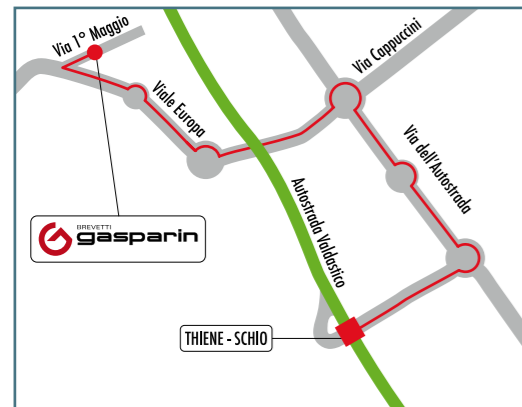 Via 1° Maggio
Via Cappuccini
Viale Europa
Via dell'Autostrada
BREVETTI
gasparin
Autostrada Valdastico
THIENE - SCHIO